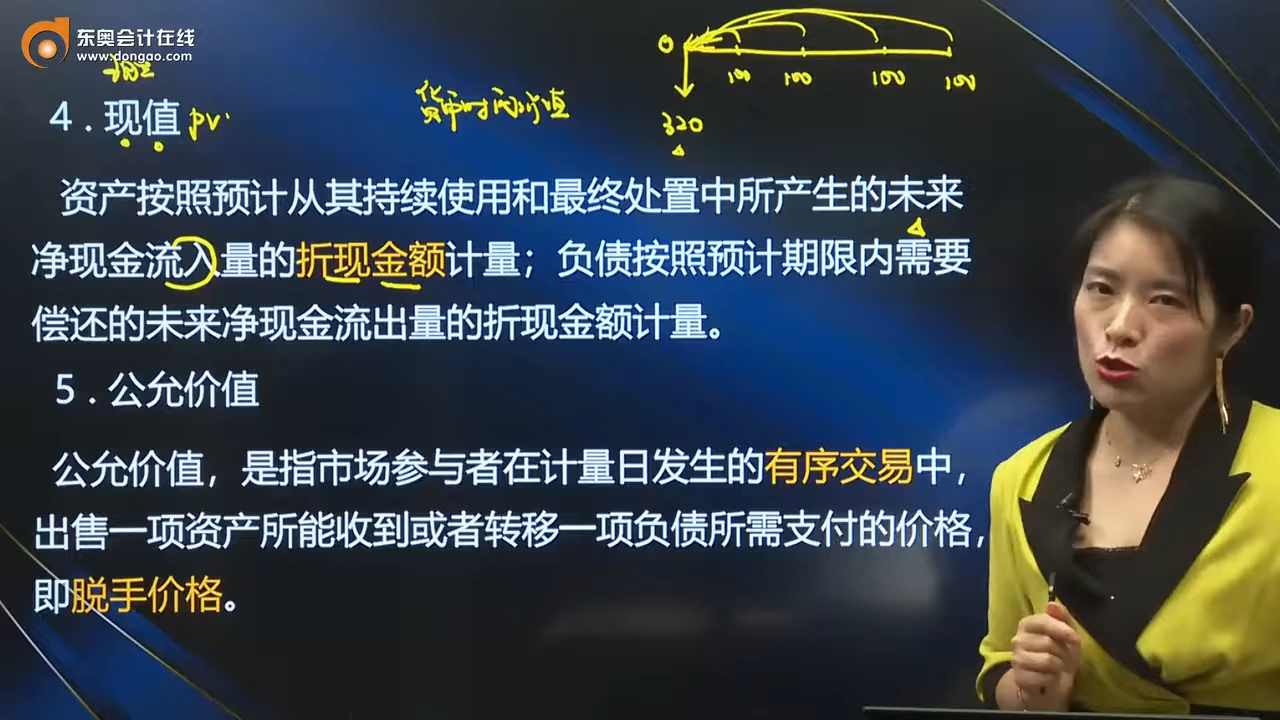 东奥会计在线
www.dongao.com
0
100 100 100 100
320
货币时间价值
4.现值 pv
资产按照预计从其持续使用和最终处置中所产生的未来
净现金流入量的折现金额计量；负债按照预计期限内需要
偿还的未来净现金流出量的折现金额计量。
5.公允价值
公允价值，是指市场参与者在计量日发生的有序交易中，
出售一项资产所能收到或者转移一项负债所需支付的价格，
即脱手价格。